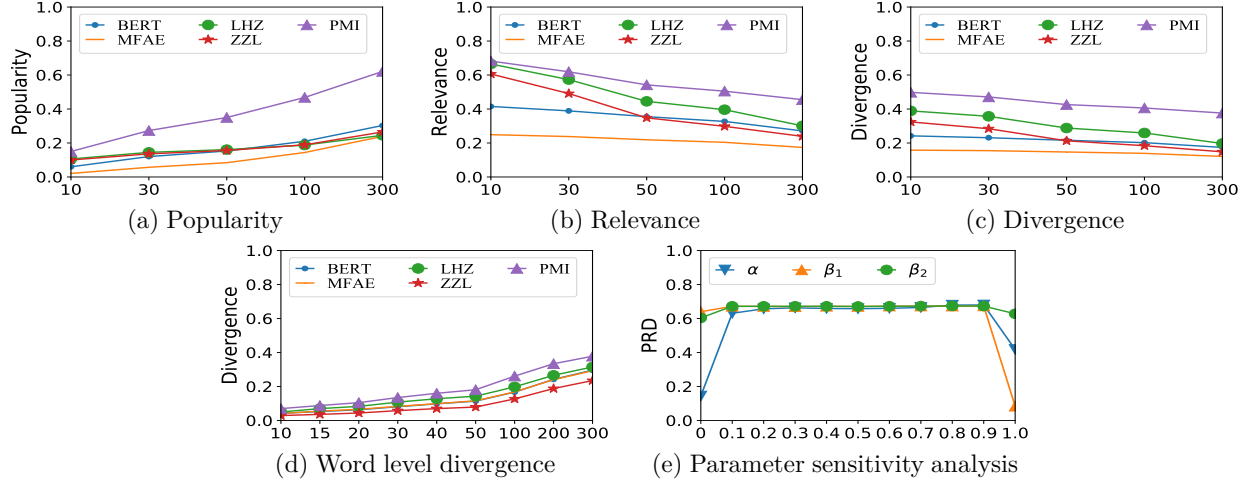 1.0
0.8
0.6
0.4
0.2
0.0
Popularity
BERT LHZ PMI
MFAE ZZL
10 30 50 100 300
(a) Popularity
1.0
0.8
0.6
0.4
0.2
0.0
Relevance
BERT LHZ PMI
MFAE ZZL
10 30 50 100 300
(b) Relevance
1.0
0.8
0.6
0.4
0.2
0.0
Divergence
BERT LHZ PMI
MFAE ZZL
10 30 50 100 300
(c) Divergence
1.0
0.8
0.6
0.4
0.2
0.0
Divergence
BERT LHZ PMI
MFAE ZZL
10 15 20 30 40 50 100 200 300
(d) Word level divergence
1.0
0.8
0.6
0.4
0.2
0.0
PRD
α β₁ β₂
0 0.1 0.2 0.3 0.4 0.5 0.6 0.7 0.8 0.9 1.0
(e) Parameter sensitivity analysis